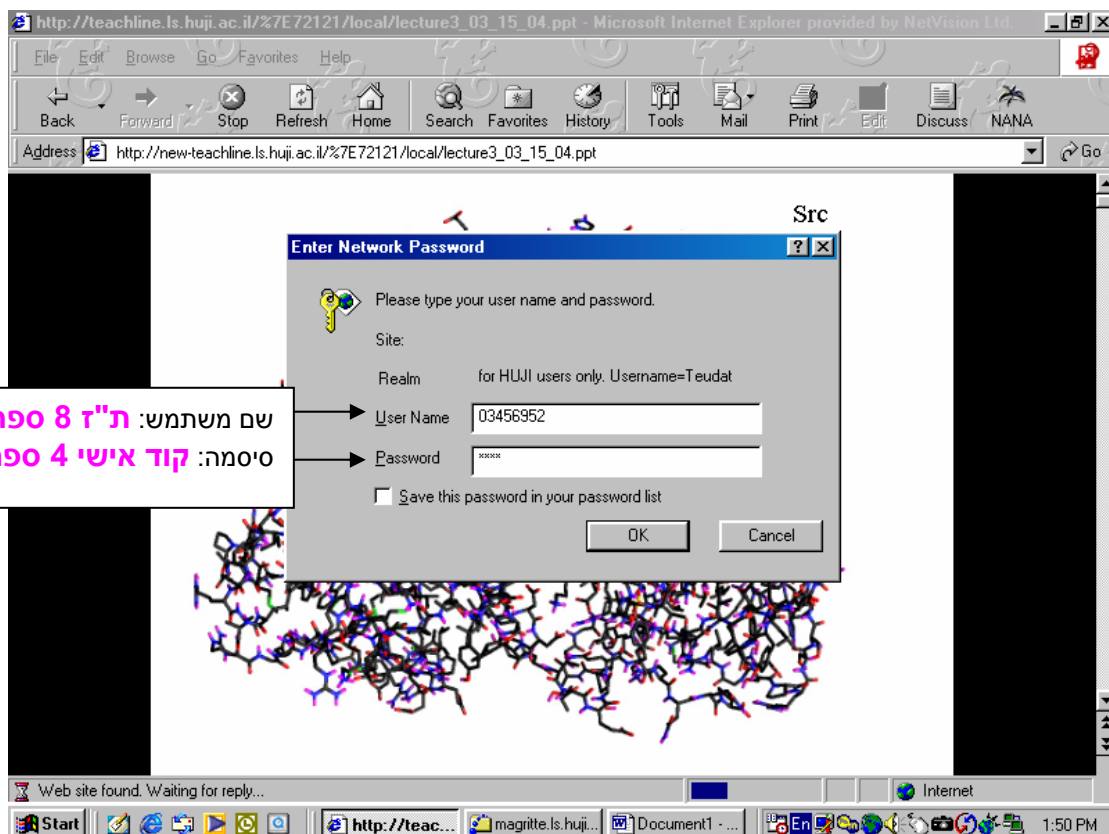 http://teachline.ls.huji.ac.il/%7E72121/local/lecture3_03_15_04.ppt - Microsoft Internet Explorer provided by NetVision Ltd.
File Edit Browse Go Favorites Help
Back Forward Stop Refresh Home Search Favorites History Tools Mail Print Edit Discuss NANA
Address http://new-teachline.ls.huji.ac.il/%7E72121/local/lecture3_03_15_04.ppt Go
Src
Enter Network Password
Please type your user name and password.
Site:
Realm for HUJI users only. Username=Teudat
User Name 03456952
Password ××××
Save this password in your password list
OK Cancel
שם משתמש: ת"ז 8
סיסמה: קוד אישי 4
Web site found. Waiting for reply... Internet
Start http://teac... magritte.ls.huji... Document1 - ... En 1:50 PM